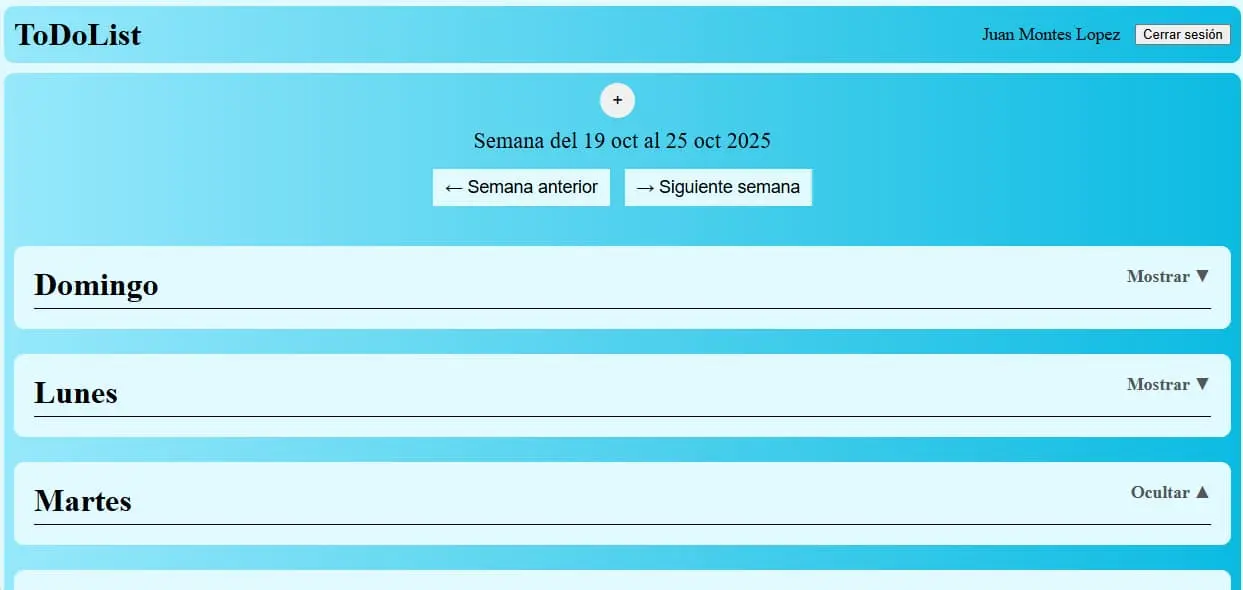 ToDoList
Juan Montes Lopez
Cerrar sesión
+
Semana del 19 oct al 25 oct 2025
← Semana anterior
→ Siguiente semana
Domingo
Mostrar ▼
Lunes
Mostrar ▼
Martes
Ocultar ▲